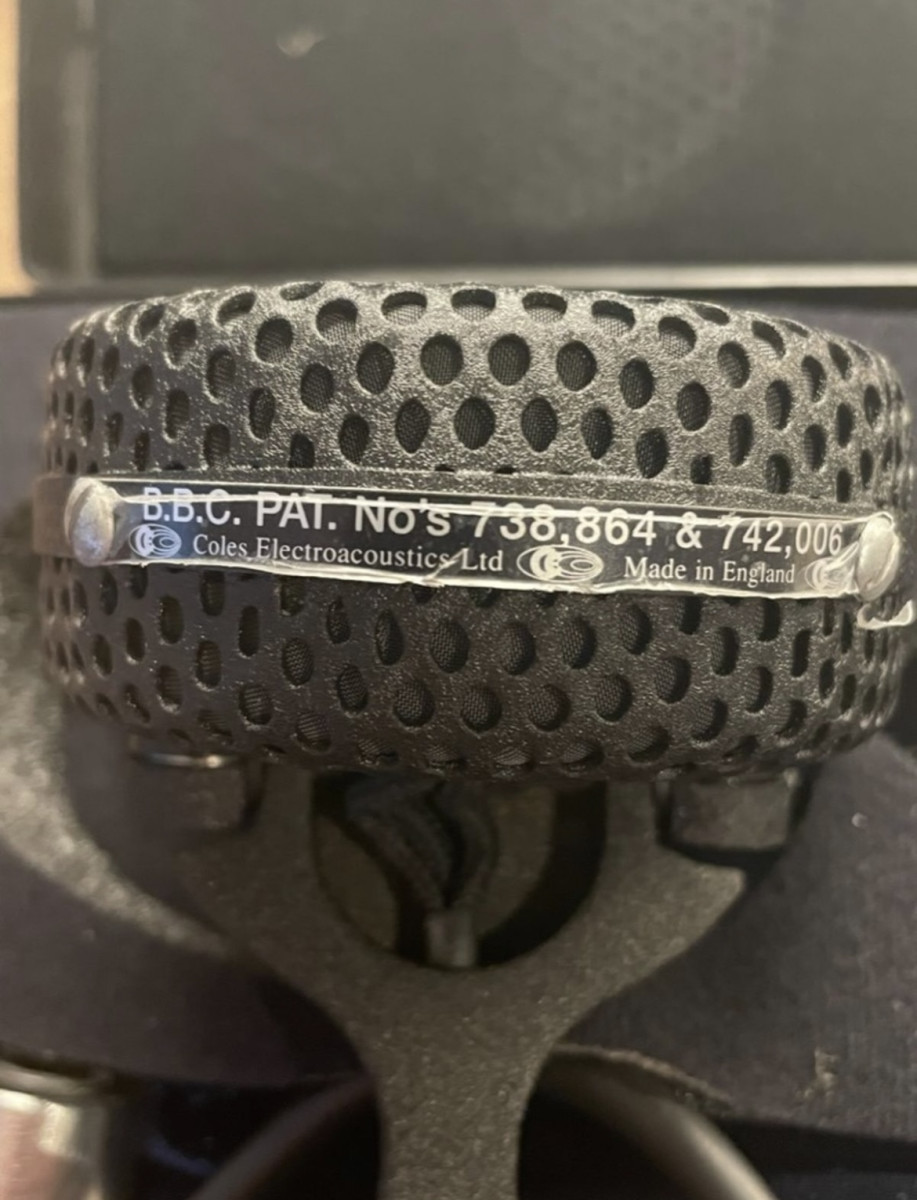 B.B.C. PAT. No's 738,864 & 742,006
Coles Electroacoustics Ltd Made in England